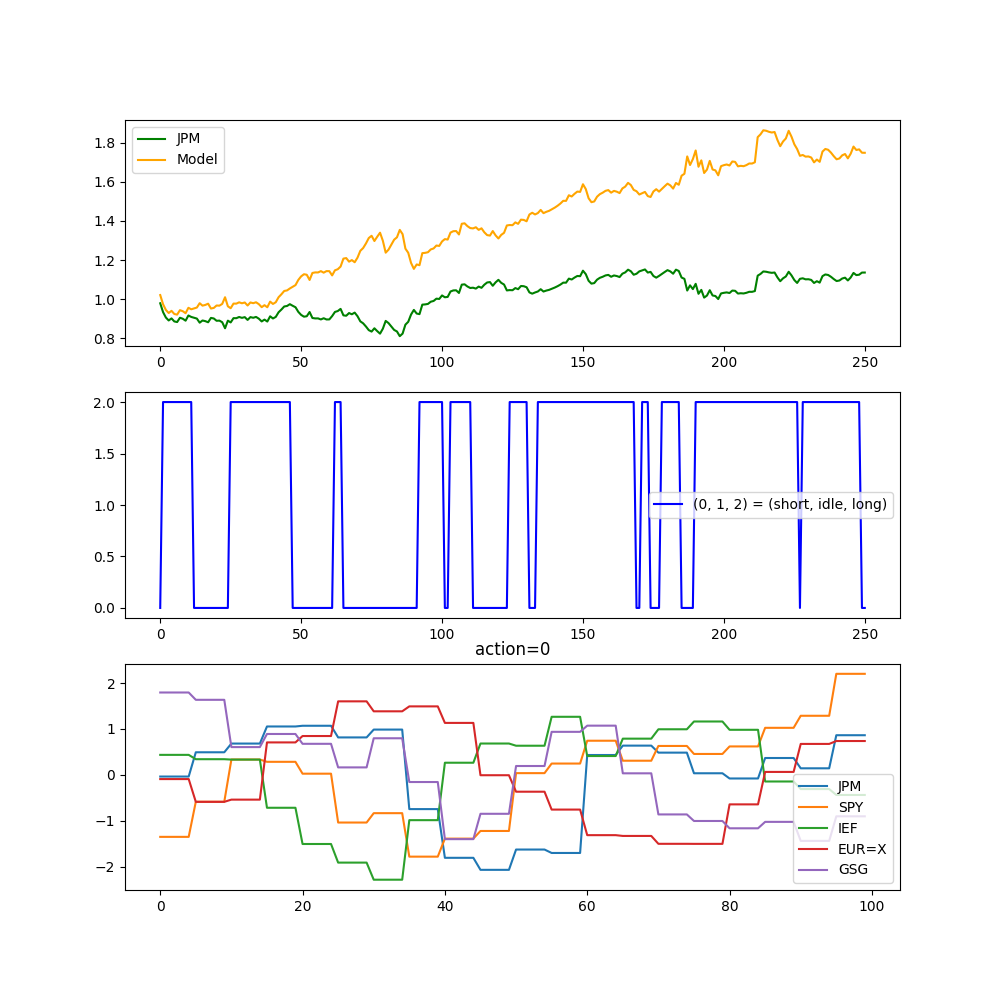 JPM
Model
1.8
1.6
1.4
1.2
1.0
0.8
0 50 100 150 200 250
2.0
1.5
1.0
0.5
0.0
(0, 1, 2) = (short, idle, long)
0 50 100 150 200 250
action=0
2
1
0
−1
−2
JPM
SPY
IEF
EUR=X
GSG
0 20 40 60 80 100